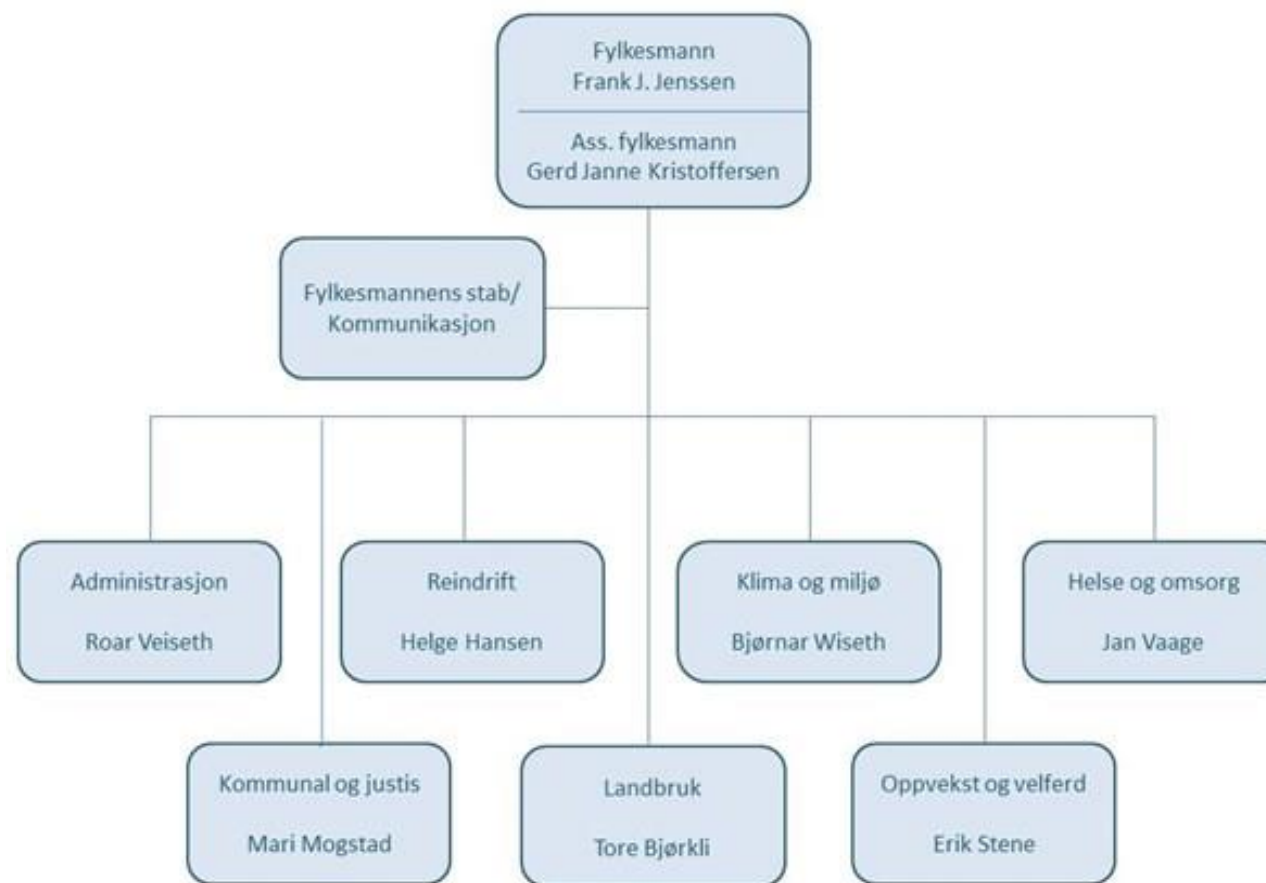 Fylkesmann
Frank J. Jenssen
Ass. fylkesmann
Gerd Janne Kristoffersen
Fylkesmannens stab/
Kommunikasjon
Administrasjon
Roar Veiseth
Reindrift
Helge Hansen
Klima og miljø
Bjørnar Wiseth
Helse og omsorg
Jan Vaage
Kommunal og justis
Mari Mogstad
Landbruk
Tore Bjørkli
Oppvekst og velferd
Erik Stene